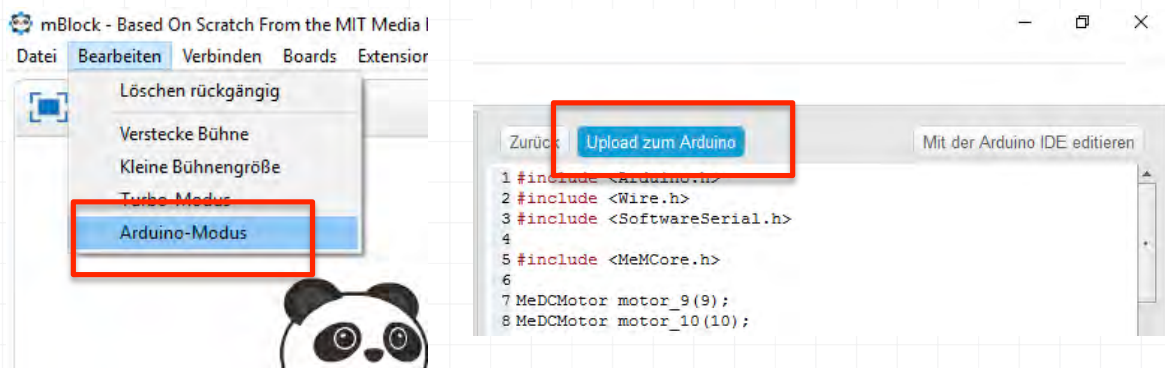 mBlock - Based On Scratch From the MIT Media
Datei Bearbeiten Verbinden Boards Extension
Löschen rückgängig
Verstecke Bühne
Kleine Bühnengröße
Turbo-Modus
Arduino-Modus
Zurück Upload zum Arduino Mit der Arduino IDE editieren
1 #include <Arduino.h>
2 #include <Wire.h>
3 #include <SoftwareSerial.h>
4
5 #include <MeMCore.h>
6
7 MeDCMotor motor_9(9);
8 MeDCMotor motor_10(10);